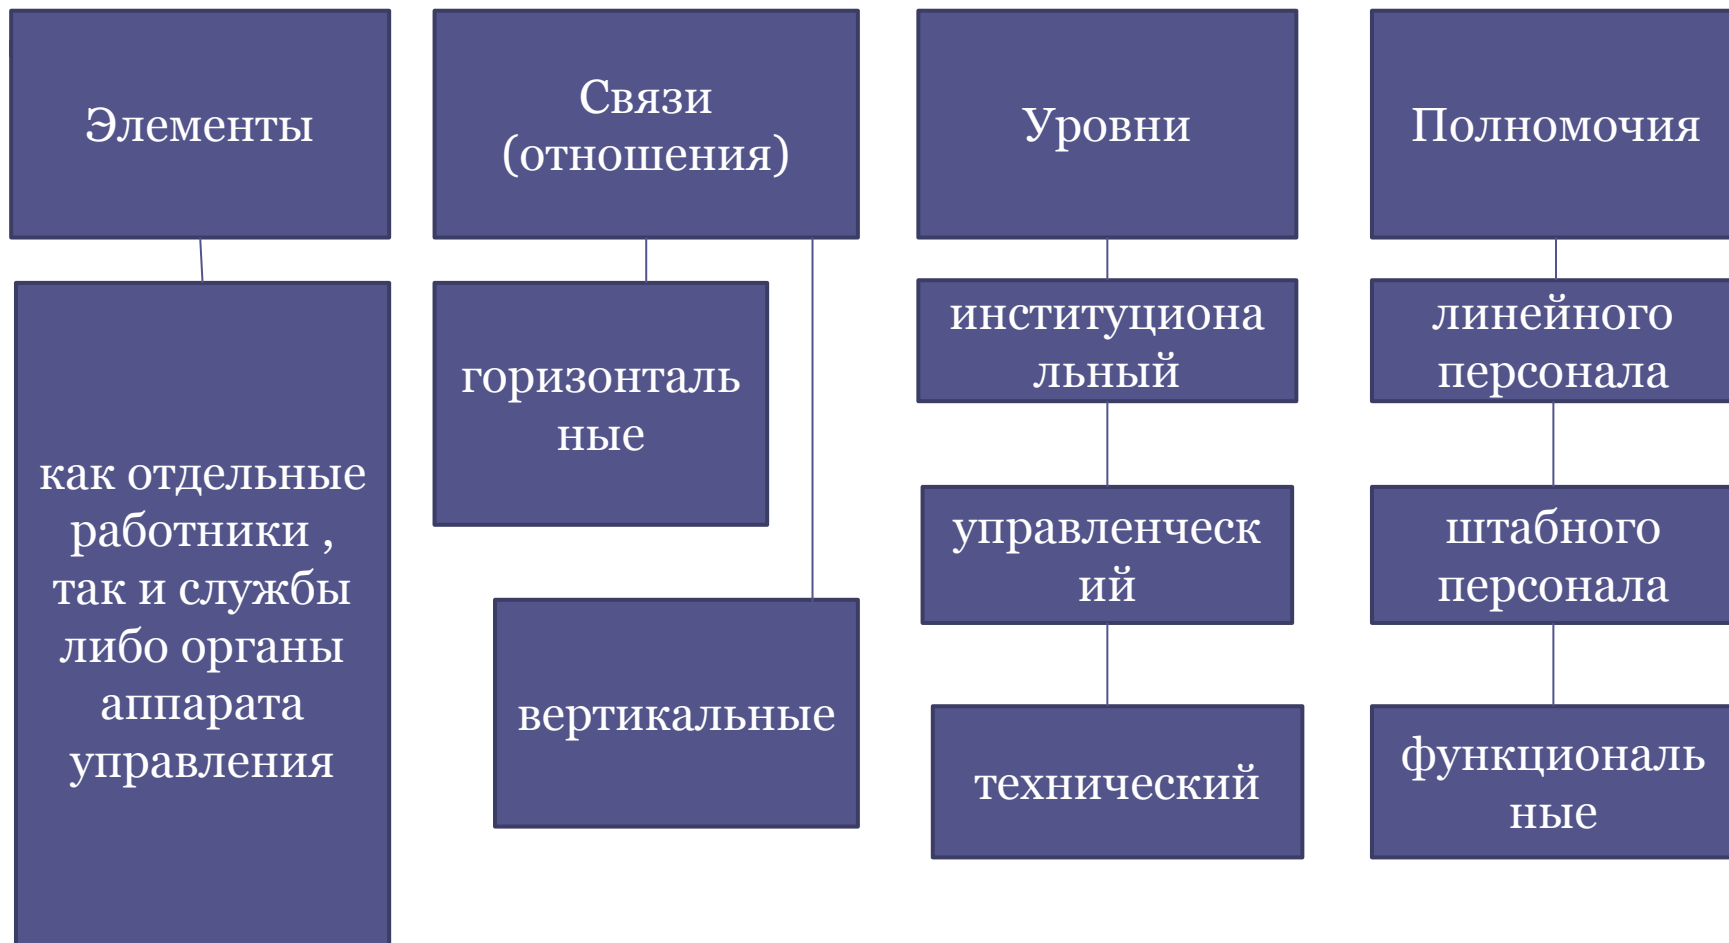 Элементы
как отдельные
работники ,
так и службы
либо органы
аппарата
управления
Связи
(отношения)
горизонталь
ные
вертикальные
Уровни
институциона
льный
управленческ
ий
технический
Полномочия
линейного
персонала
штабного
персонала
функциональ
ные